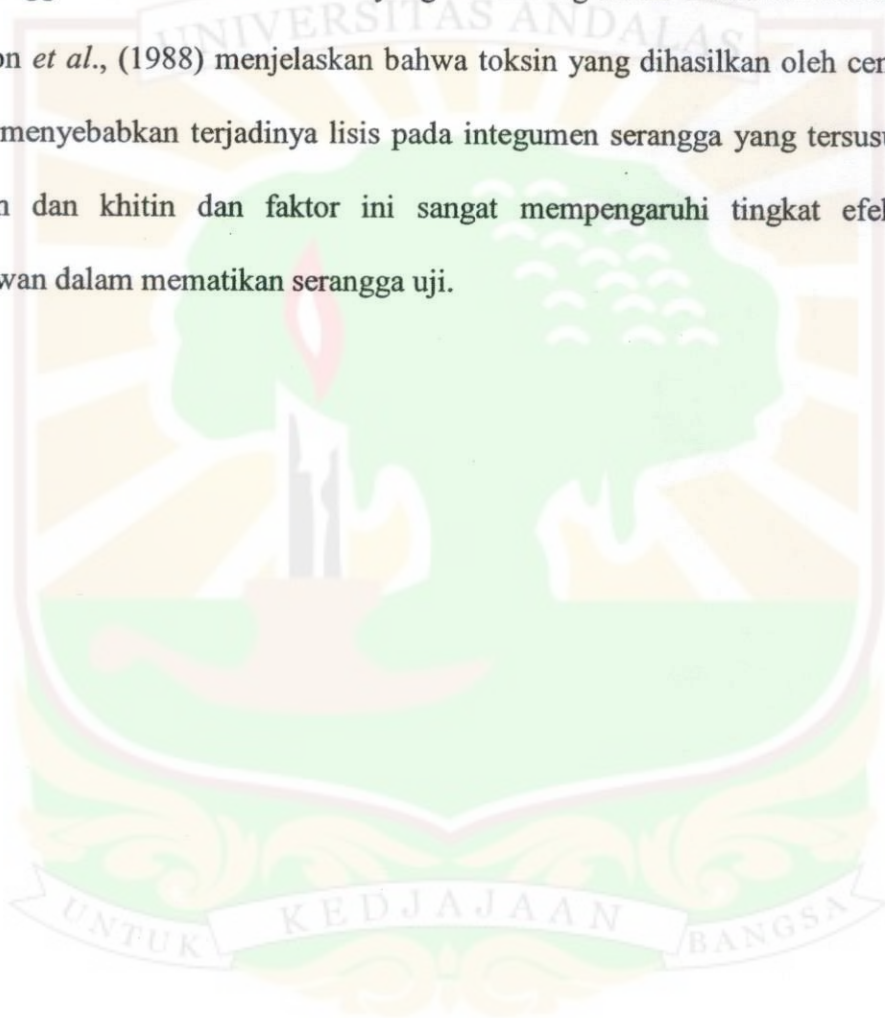 UNIVERSITAS ANDALAS
on et al., (1988) menjelaskan bahwa toksin yang dihasilkan oleh cen
menyebabkan terjadinya lisis pada integumen serangga yang tersusu
n dan khitin dan faktor ini sangat mempengaruhi tingkat efek
wan dalam mematikan serangga uji.
UNTUK KEDJAJAAN BANGSA